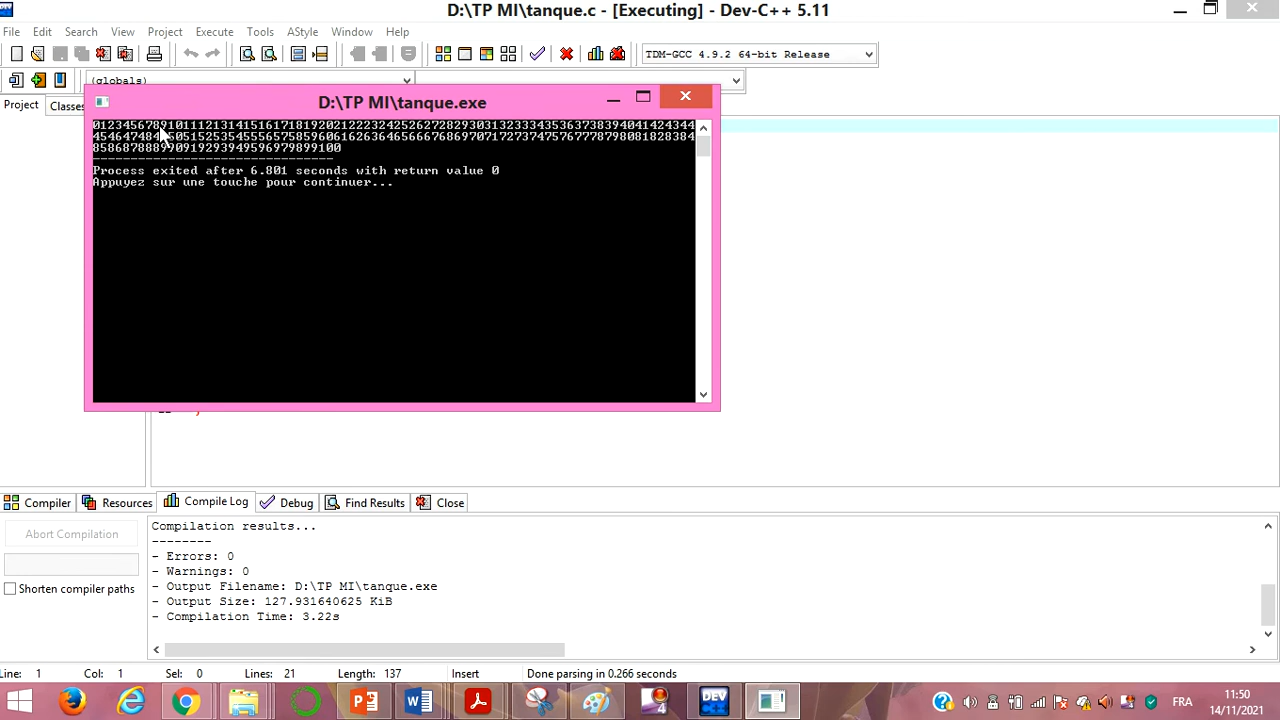 D:\TP MI\tanque.c - [Executing] - Dev-C++ 5.11
File Edit Search View Project Execute Tools AStyle Window Help
TDM-GCC 4.9.2 64-bit Release
(globals)
Project Classes
D:\TP MI\tanque.exe
01234567891011121314151617181920212223242526272829303132333435363738394041424344
45464748495051525354555657585960616263646566676869707172737475767778798081828384
858687888990919293949596979899100
--------------------------------
Process exited after 6.801 seconds with return value 0
Appuyez sur une touche pour continuer...
Compiler Resources Compile Log Debug Find Results Close
Abort Compilation
Shorten compiler paths
Compilation results...
--------
- Errors: 0
- Warnings: 0
- Output Filename: D:\TP MI\tanque.exe
- Output Size: 127.931640625 KiB
- Compilation Time: 3.22s
Line: 1 Col: 1 Sel: 0 Lines: 21 Length: 137 Insert Done parsing in 0.266 seconds
DEV
4
FRA
11:50
14/11/2021